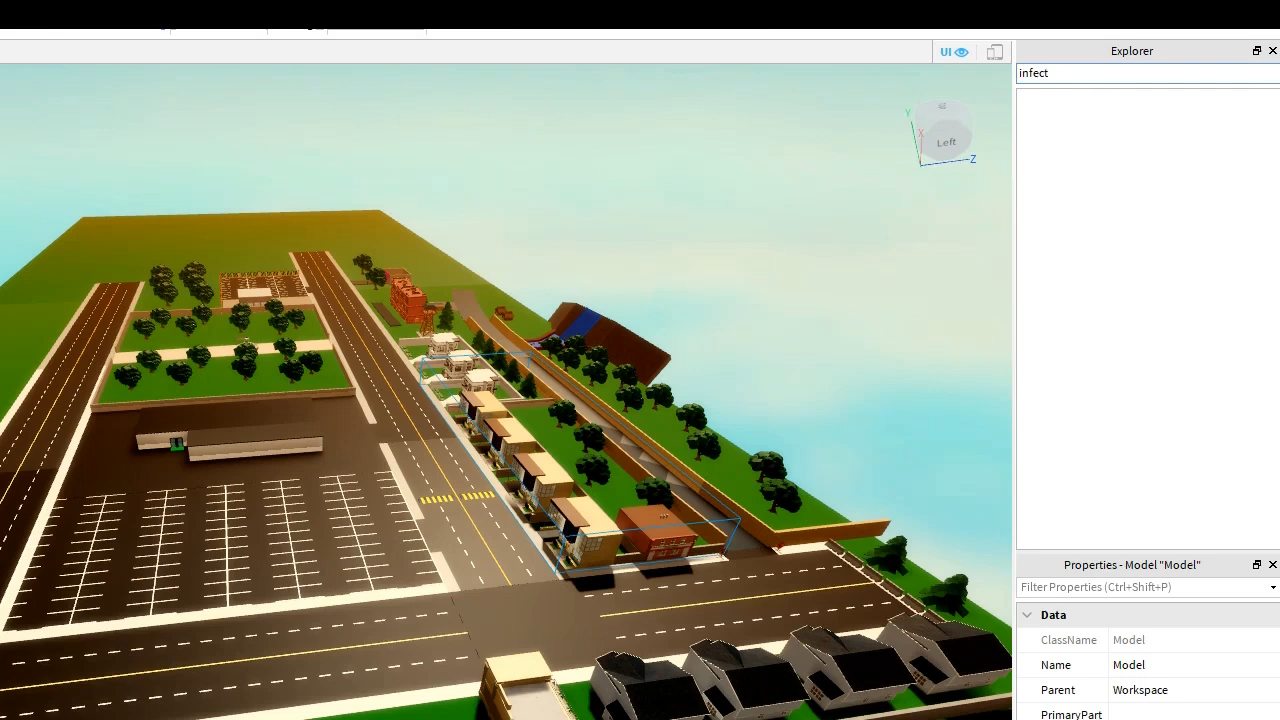 UI
Explorer
infect
Y
X
Left
Z
Properties - Model "Model"
Filter Properties (Ctrl+Shift+P)
Data
ClassName Model
Name Model
Parent Workspace
PrimaryPart